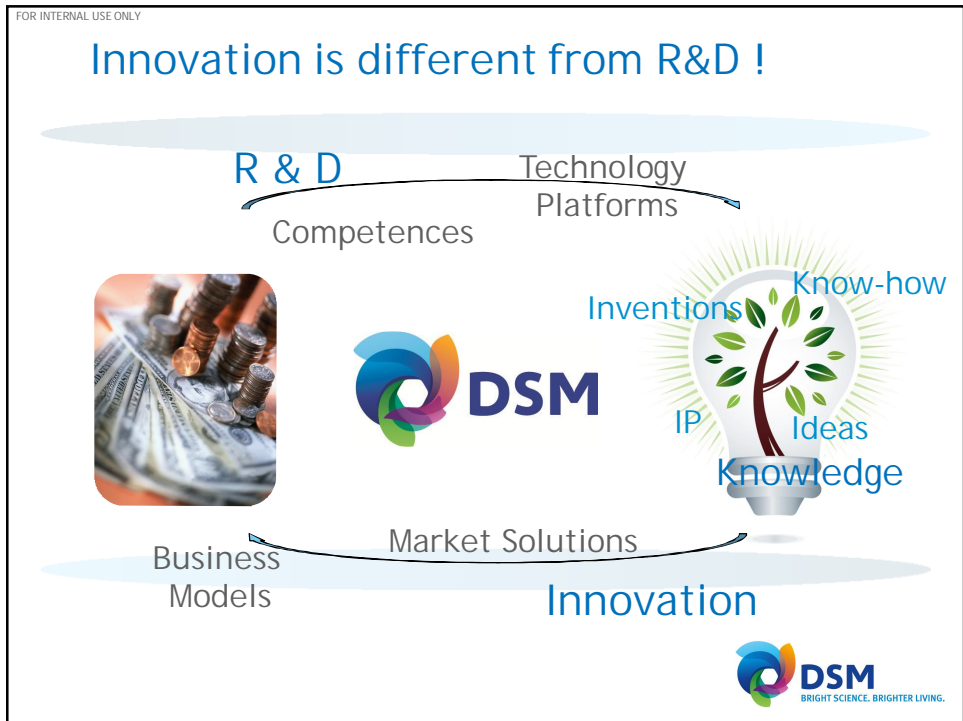 FOR INTERNAL USE ONLY
Innovation is different from R&D !
R & D
Technology
Platforms
Competences
Know-how
Inventions
DSM
IP
Ideas
Knowledge
Market Solutions
Business
Models
Innovation
DSM
BRIGHT SCIENCE. BRIGHTER LIVING.